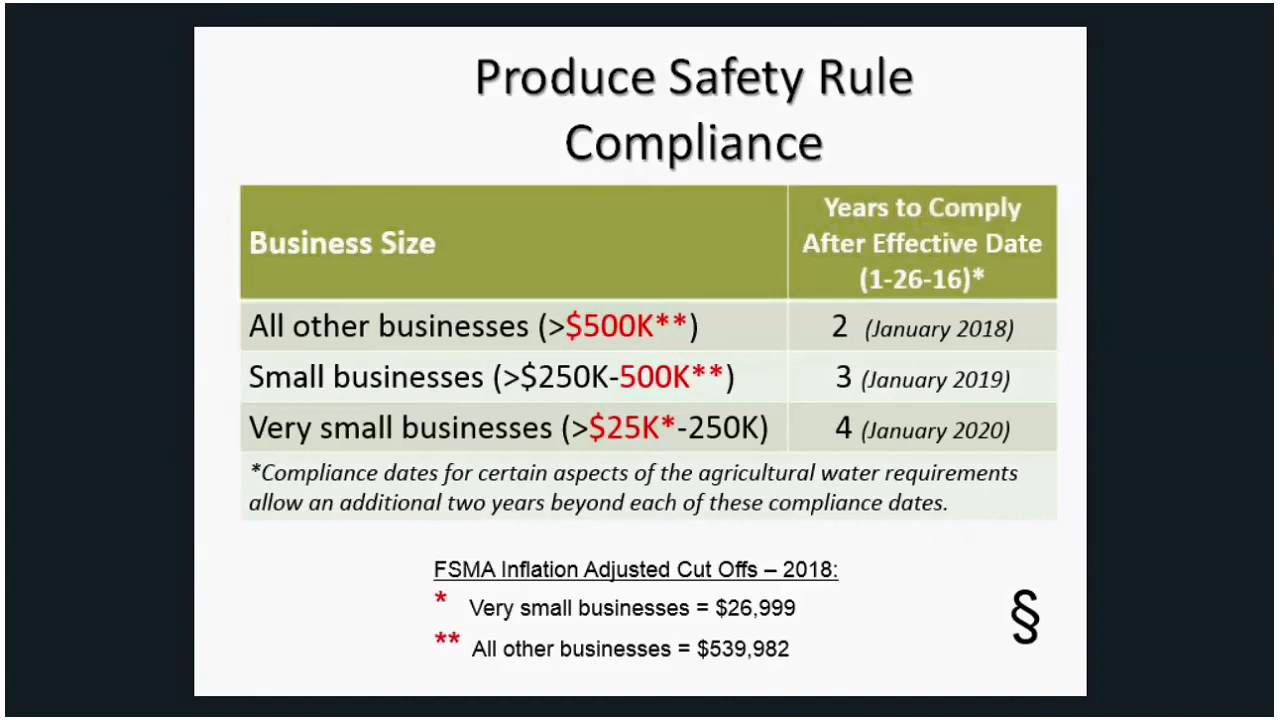 Produce Safety Rule
Compliance
Business Size
Years to Comply
After Effective Date
(1-26-16)*
All other businesses (>$500K**)
2 (January 2018)
Small businesses (>$250K-500K**)
3 (January 2019)
Very small businesses (>$25K*-250K)
4 (January 2020)
*Compliance dates for certain aspects of the agricultural water requirements
allow an additional two years beyond each of these compliance dates.
FSMA Inflation Adjusted Cut Offs – 2018:
* Very small businesses = $26,999
** All other businesses = $539,982
§